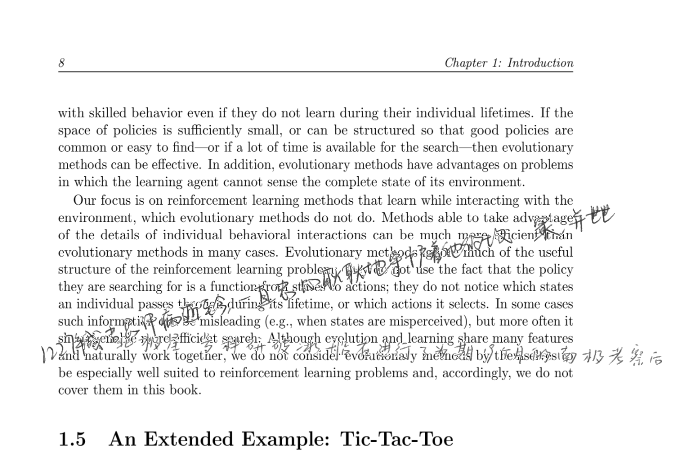 8
Chapter 1: Introduction
with skilled behavior even if they do not learn during their individual lifetimes. If the
space of policies is sufficiently small, or can be structured so that good policies are
common or easy to find—or if a lot of time is available for the search—then evolutionary
methods can be effective. In addition, evolutionary methods have advantages on problems
in which the learning agent cannot sense the complete state of its environment.
Our focus is on reinforcement learning methods that learn while interacting with the
environment, which evolutionary methods do not do. Methods able to take advantage
of the details of individual behavioral interactions can be much more efficient than
evolutionary methods in many cases. Evolutionary methods ignore much of the useful
structure of the reinforcement learning problem: they do not use the fact that the policy
they are searching for is a function from states to actions; they do not notice which states
an individual passes through during its lifetime, or which actions it selects. In some cases
such information can be misleading (e.g., when states are misperceived), but more often it
should enable more efficient search. Although evolution and learning share many features
and naturally work together, we do not consider evolutionary methods by themselves to
be especially well suited to reinforcement learning problems and, accordingly, we do not
cover them in this book.
极考察后
1.5 An Extended Example: Tic-Tac-Toe